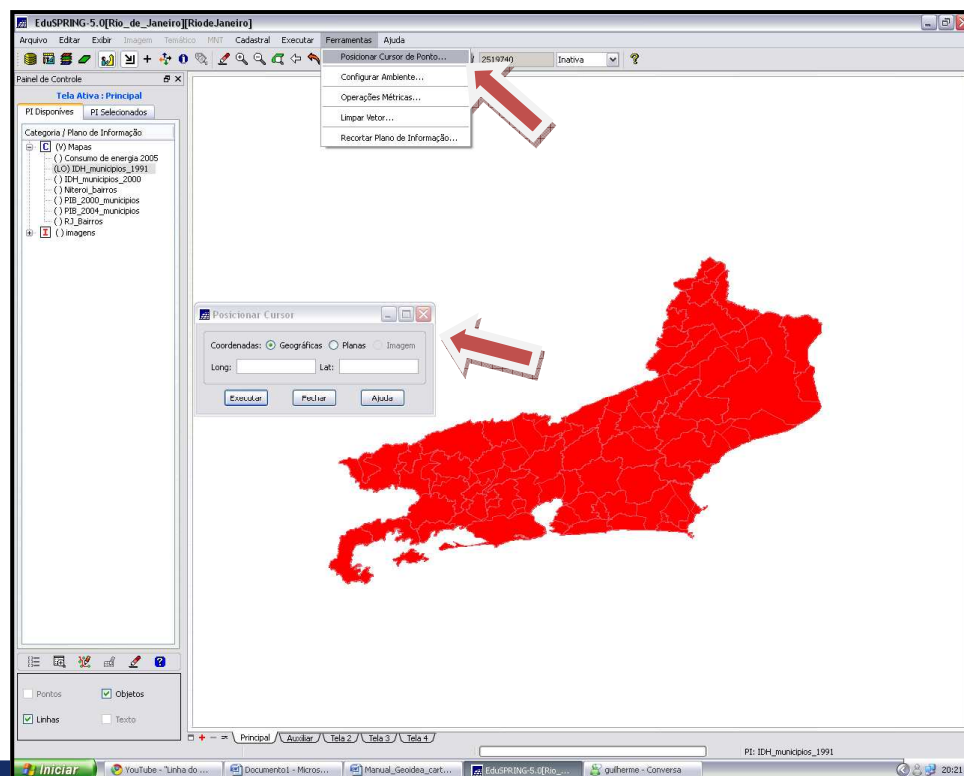 EduSPRING-5.0[Rio_de_Janeiro][RiodeJaneiro]
Arquivo Editar Exibir Imagem Temático MNT Cadastral Executar Ferramentas Ajuda
2519740 Inativa
Posicionar Cursor de Ponto...
Configurar Ambiente...
Operações Métricas...
Limpar Vetor...
Recortar Plano de Informação...
Painel de Controle
Tela Ativa : Principal
PI Disponíves PI Selecionados
Categoria / Plano de Informação
C (V) Mapas
( ) Consumo de energia 2005
(LO) IDH_municipios_1991
( ) IDH_municipios_2000
( ) Niteroi_bairros
( ) PIB_2000_municipios
( ) PIB_2004_municipios
( ) RJ_Bairros
I ( ) imagens
Posicionar Cursor
Coordenadas: Geográficas Planas Imagem
Long: Lat:
Executar Fechar Ajuda
Pontos Objetos
Linhas Texto
Principal Auxiliar Tela 2 Tela 3 Tela 4
PI: IDH_municipios_1991
Iniciar YouTube - "Linha do ... Documento1 - Micros... Manual_Geoidea_cart... EduSPRING-5.0[Rio_... guilherme - Conversa 20:21